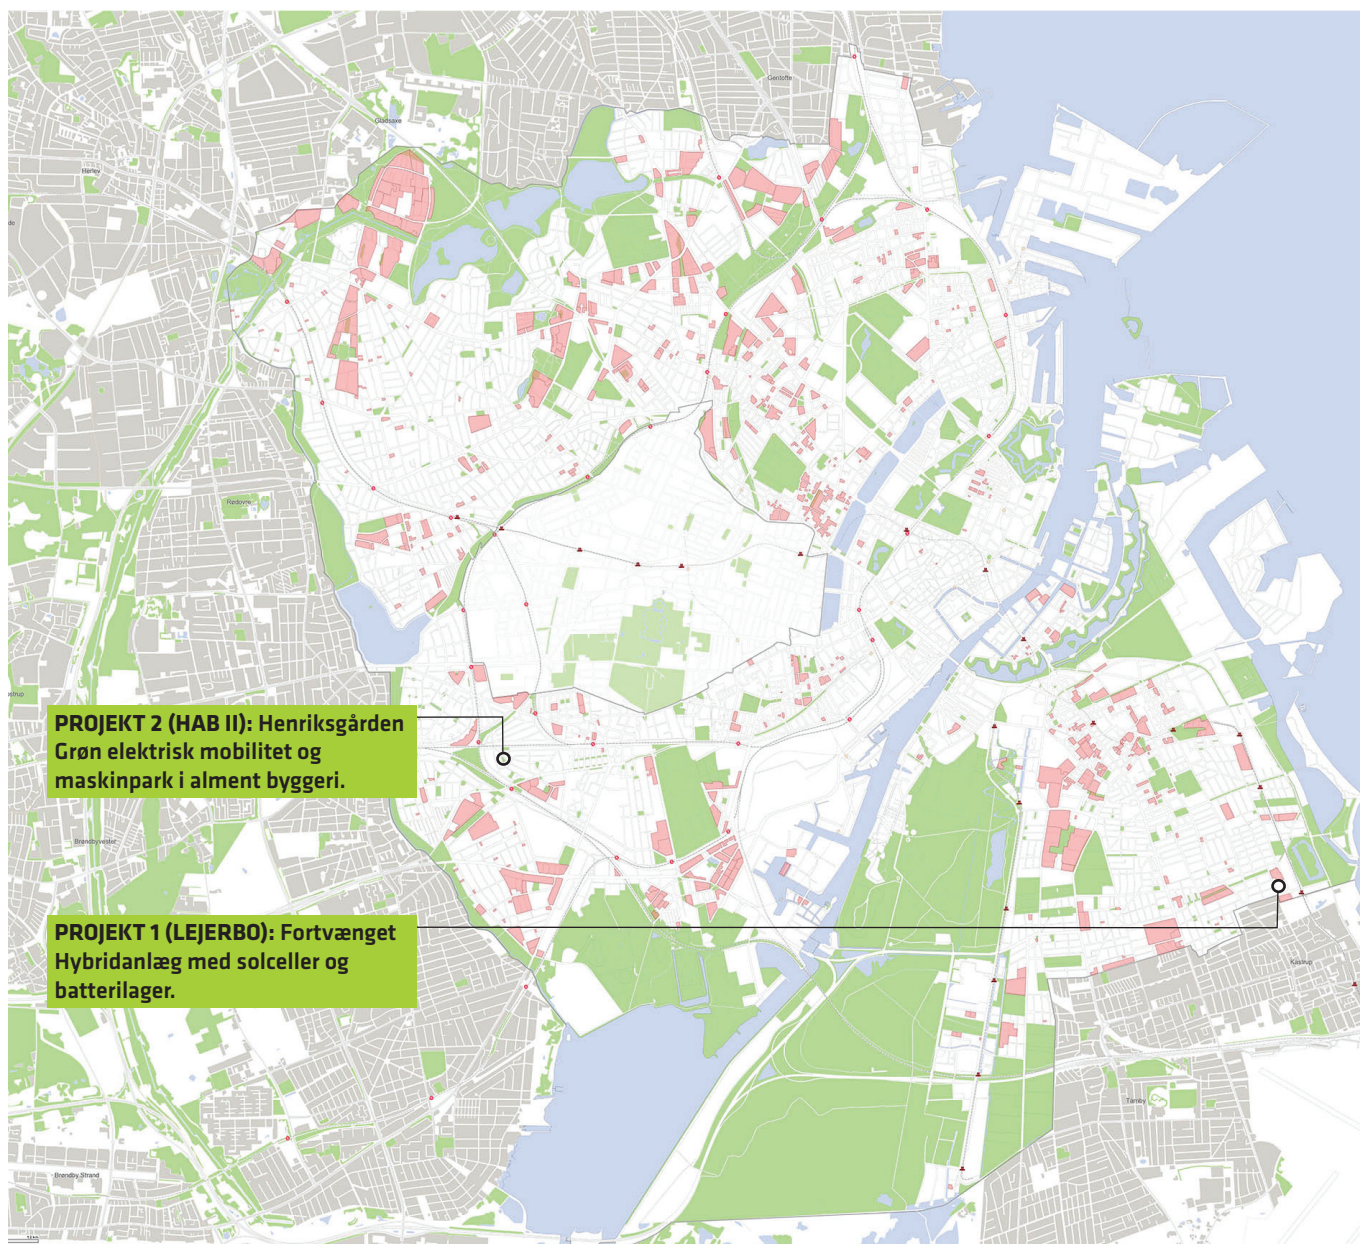 Gentofte
Gladsaxe
Herlev
Rødovre
PROJEKT 2 (HAB II): Henriksgården
Grøn elektrisk mobilitet og
maskinpark i alment byggeri.
Brøndbyvester
PROJEKT 1 (LEJERBO): Fortvænget
Hybridanlæg med solceller og
batterilager.
Kastrup
Tårnby
Brøndby Strand